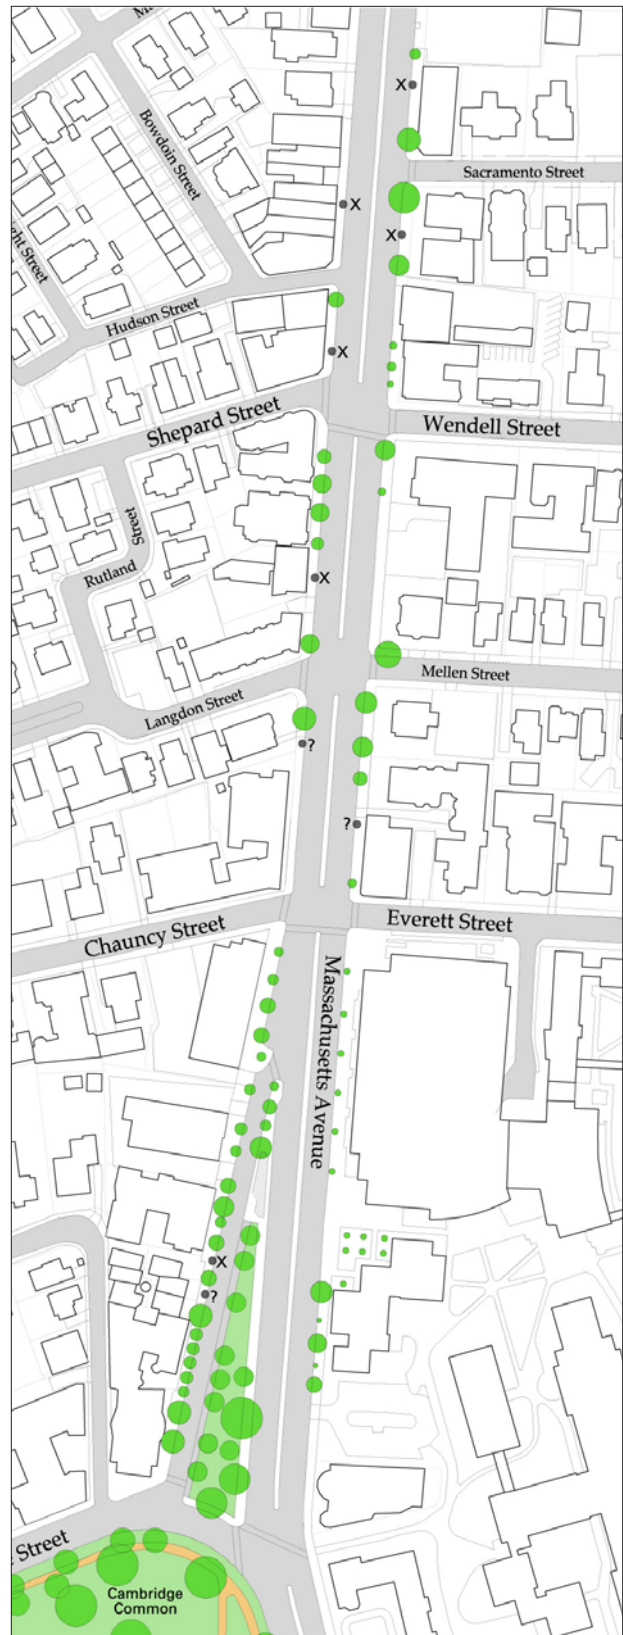 Bowdoin Street
X
Sacramento Street
X
X
Hudson Street
X
Shepard Street
Wendell Street
Street
Rutland
X
Mellen Street
Langdon Street
?
?
Chauncy Street
Everett Street
Massachusetts Avenue
X
?
Street
Cambridge
Common